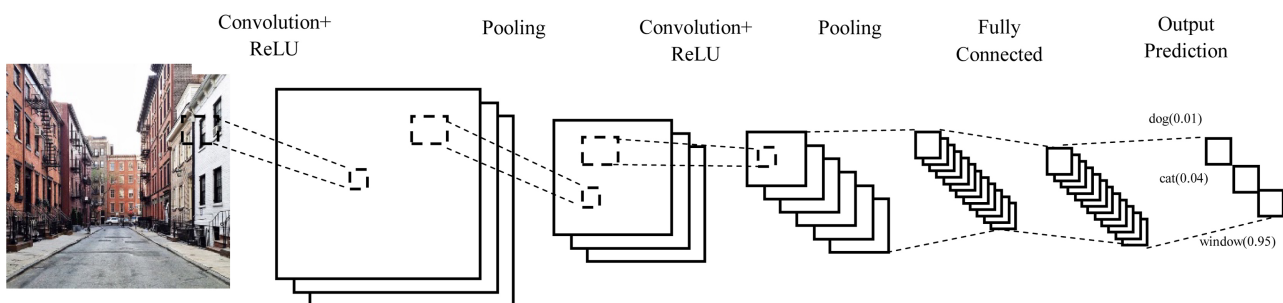 Convolution+
ReLU
Pooling
Convolution+
ReLU
Pooling
Fully
Connected
Output
Prediction
dog(0.01)
cat(0.04)
window(0.95)